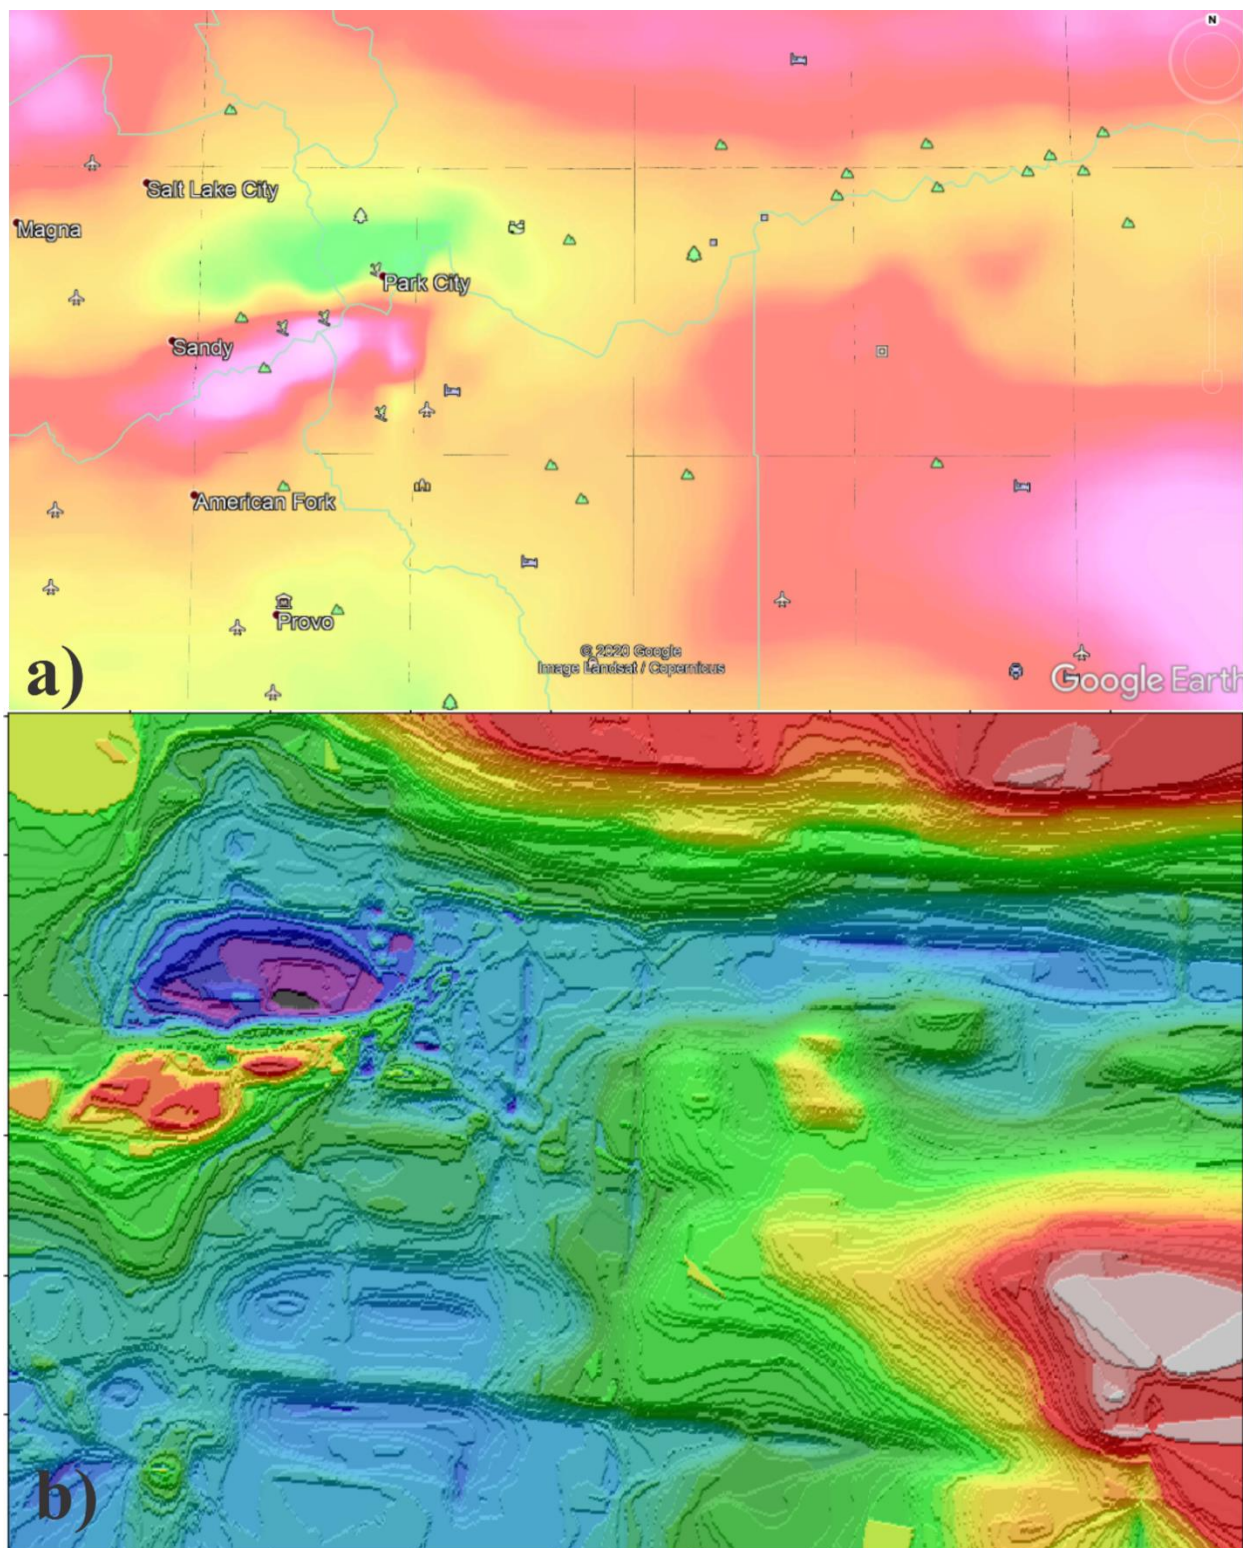 N
Salt Lake City
Magna
Park City
Sandy
American Fork
Provo
© 2020 Google
Image Landsat / Copernicus
Google Earth
a)
b)